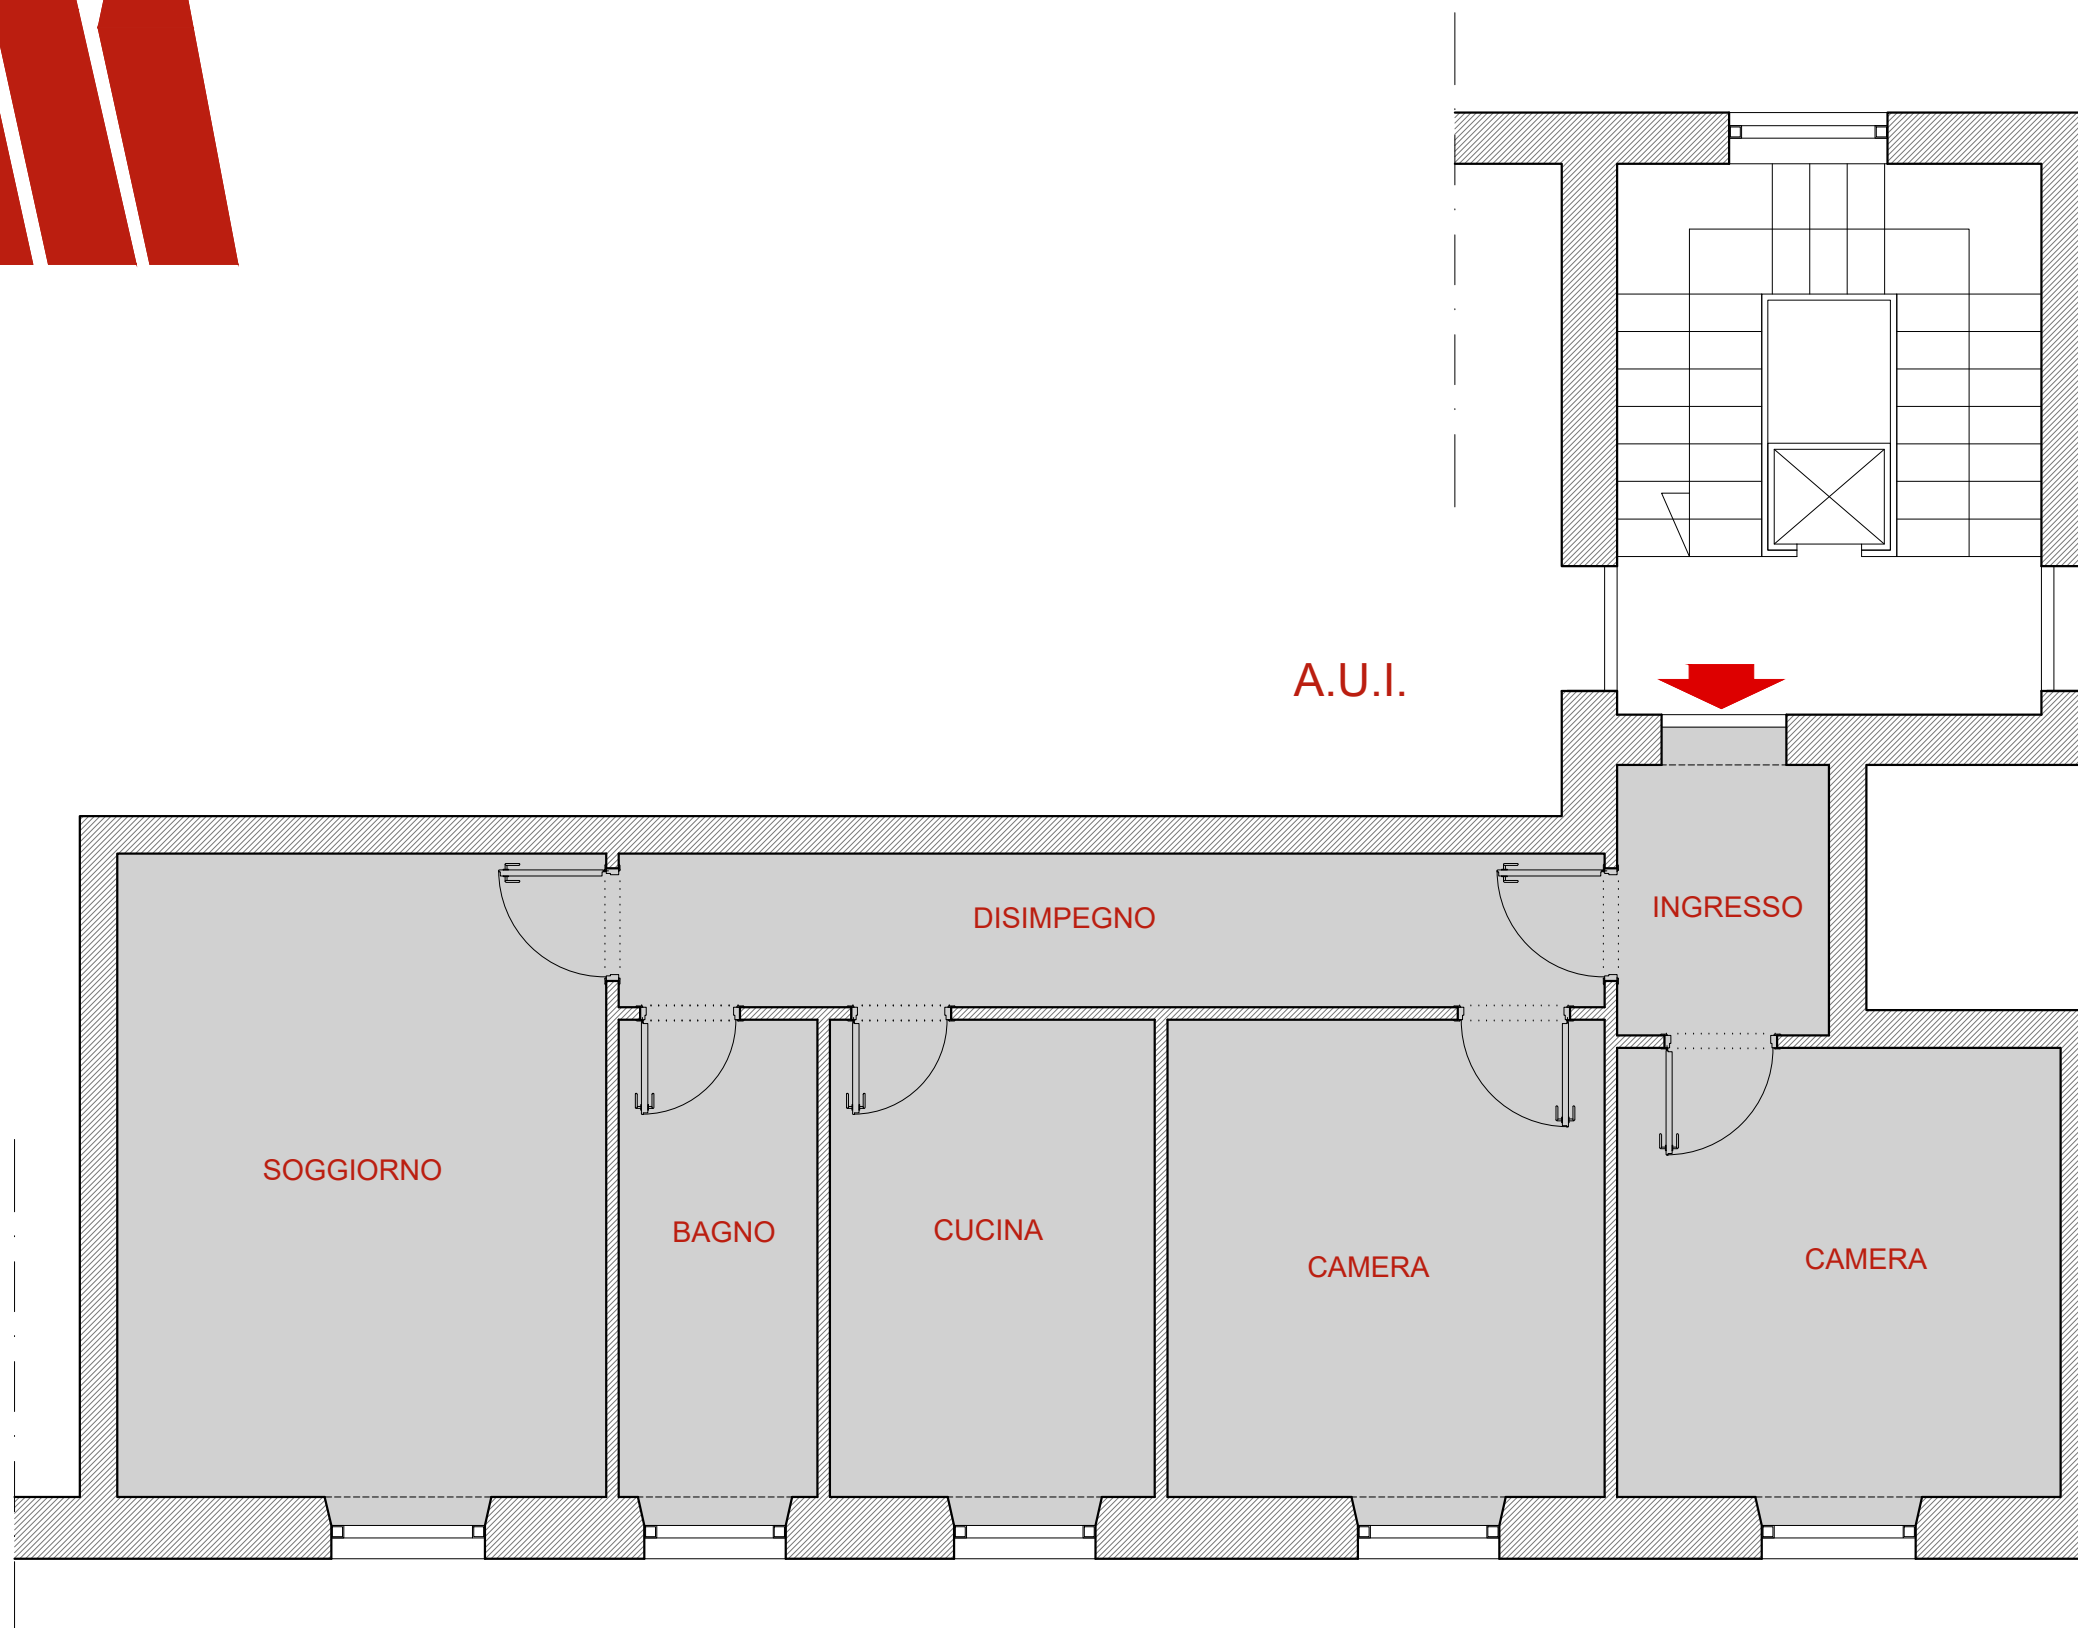 A.U.I.
DISIMPEGNO
INGRESSO
SOGGIORNO
BAGNO
CUCINA
CAMERA
CAMERA